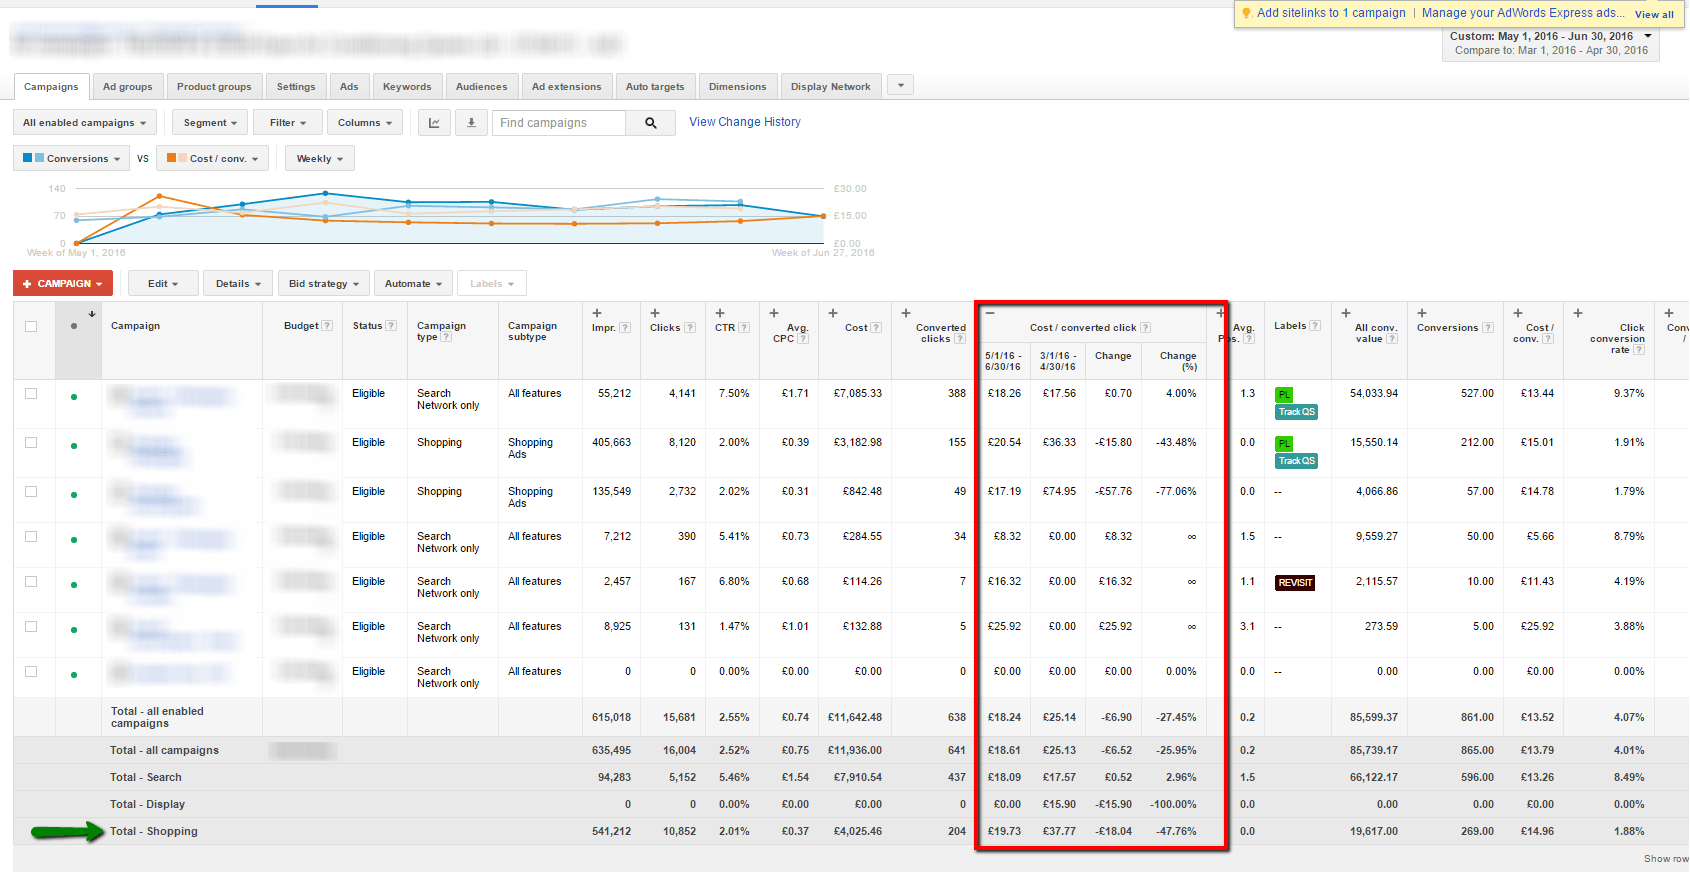 Add sitelinks to 1 campaign | Manage your AdWords Express ads... View all
Custom: May 1, 2016 - Jun 30, 2016
Compare to: Mar 1, 2016 - Apr 30, 2016
Campaigns Ad groups Product groups Settings Ads Keywords Audiences Ad extensions Auto targets Dimensions Display Network
All enabled campaigns Segment Filter Columns Find campaigns View Change History
Conversions VS Cost / conv. Weekly
140 £30.00
70 £15.00
0 £0.00
Week of May 1, 2016 Week of Jun 27, 2016
+ CAMPAIGN Edit Details Bid strategy Automate Labels
Campaign Budget ? Status ? Campaign type ? Campaign subtype + Impr. ? + Clicks ? + CTR ? + Avg. CPC ? + Cost ? + Converted clicks ? − Cost / converted click ? + Avg. Pos. ? Labels ? + All conv. value ? + Conversions ? + Cost / conv. ? + Click conversion rate ? + Conv /
5/1/16 - 6/30/16 3/1/16 - 4/30/16 Change Change (%)
Eligible Search Network only All features 55,212 4,141 7.50% £1.71 £7,085.33 388 £18.26 £17.56 £0.70 4.00% 1.3 PL TrackQS 54,033.94 527.00 £13.44 9.37%
Eligible Shopping Shopping Ads 405,663 8,120 2.00% £0.39 £3,182.98 155 £20.54 £36.33 -£15.80 -43.48% 0.0 PL TrackQS 15,550.14 212.00 £15.01 1.91%
Eligible Shopping Shopping Ads 135,549 2,732 2.02% £0.31 £842.48 49 £17.19 £74.95 -£57.76 -77.06% 0.0 -- 4,066.86 57.00 £14.78 1.79%
Eligible Search Network only All features 7,212 390 5.41% £0.73 £284.55 34 £8.32 £0.00 £8.32 ∞ 1.5 -- 9,559.27 50.00 £5.66 8.79%
Eligible Search Network only All features 2,457 167 6.80% £0.68 £114.26 7 £16.32 £0.00 £16.32 ∞ 1.1 REVISIT 2,115.57 10.00 £11.43 4.19%
Eligible Search Network only All features 8,925 131 1.47% £1.01 £132.88 5 £25.92 £0.00 £25.92 ∞ 3.1 -- 273.59 5.00 £25.92 3.88%
Eligible Search Network only All features 0 0 0.00% £0.00 £0.00 0 £0.00 £0.00 £0.00 0.00% 0.0 -- 0.00 0.00 £0.00 0.00%
Total - all enabled campaigns 615,018 15,681 2.55% £0.74 £11,642.48 638 £18.24 £25.14 -£6.90 -27.45% 0.2 85,599.37 861.00 £13.52 4.07%
Total - all campaigns 635,495 16,004 2.52% £0.75 £11,936.00 641 £18.61 £25.13 -£6.52 -25.95% 0.2 85,739.17 865.00 £13.79 4.01%
Total - Search 94,283 5,152 5.46% £1.54 £7,910.54 437 £18.09 £17.57 £0.52 2.96% 1.5 66,122.17 596.00 £13.26 8.49%
Total - Display 0 0 0.00% £0.00 £0.00 0 £0.00 £15.90 -£15.90 -100.00% 0.0 0.00 0.00 £0.00 0.00%
Total - Shopping 541,212 10,852 2.01% £0.37 £4,025.46 204 £19.73 £37.77 -£18.04 -47.76% 0.0 19,617.00 269.00 £14.96 1.88%
Show row